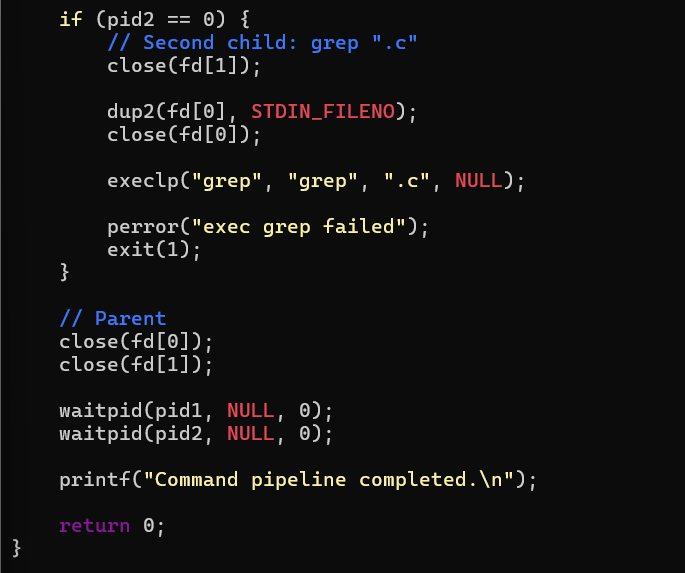 if (pid2 == 0) {
// Second child: grep ".c"
close(fd[1]);
dup2(fd[0], STDIN_FILENO);
close(fd[0]);
execlp("grep", "grep", ".c", NULL);
perror("exec grep failed");
exit(1);
}
// Parent
close(fd[0]);
close(fd[1]);
waitpid(pid1, NULL, 0);
waitpid(pid2, NULL, 0);
printf("Command pipeline completed.\n");
return 0;
}